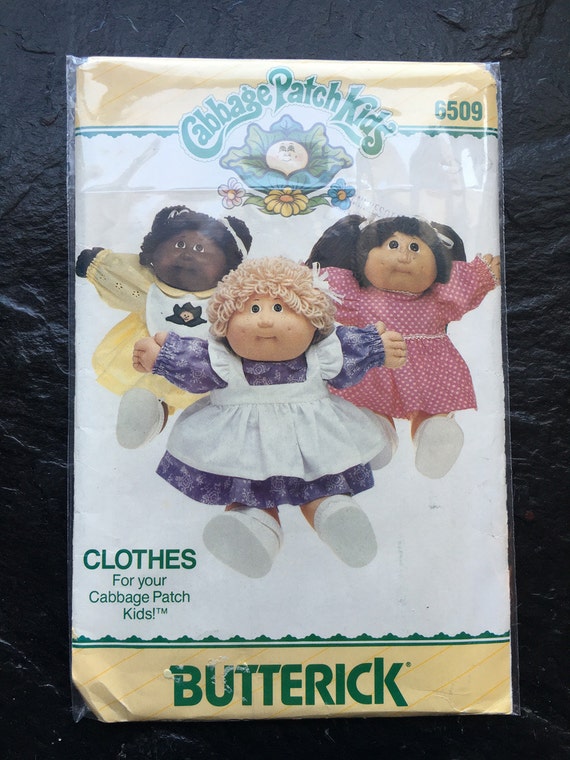 Cabbage Patch Kids
6509
CLOTHES
For your
Cabbage Patch
Kids!™
BUTTERICK®